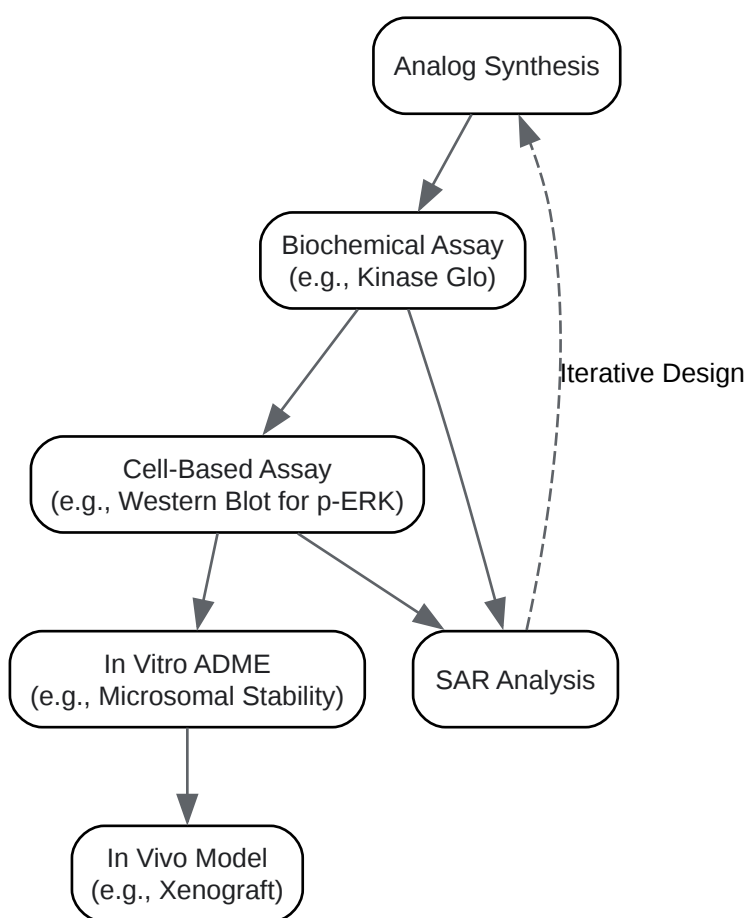 Analog Synthesis
Biochemical Assay
(e.g., Kinase Glo)
Iterative Design
Cell-Based Assay
(e.g., Western Blot for p-ERK)
In Vitro ADME
(e.g., Microsomal Stability)
SAR Analysis
In Vivo Model
(e.g., Xenograft)